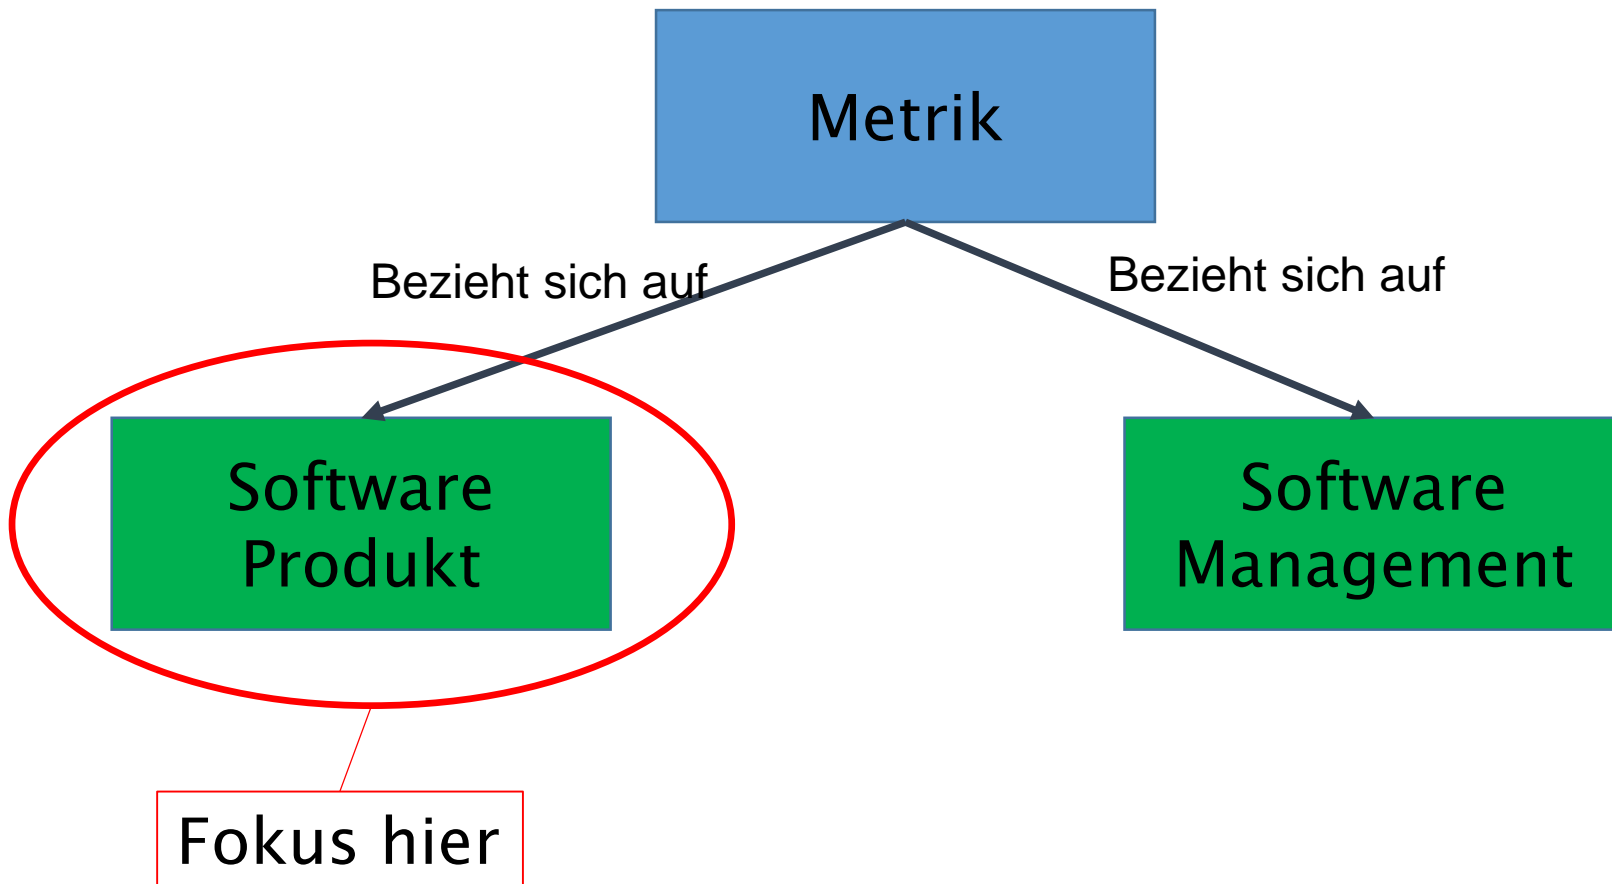 Metrik
Bezieht sich auf
Bezieht sich auf
Software
Produkt
Software
Management
Fokus hier